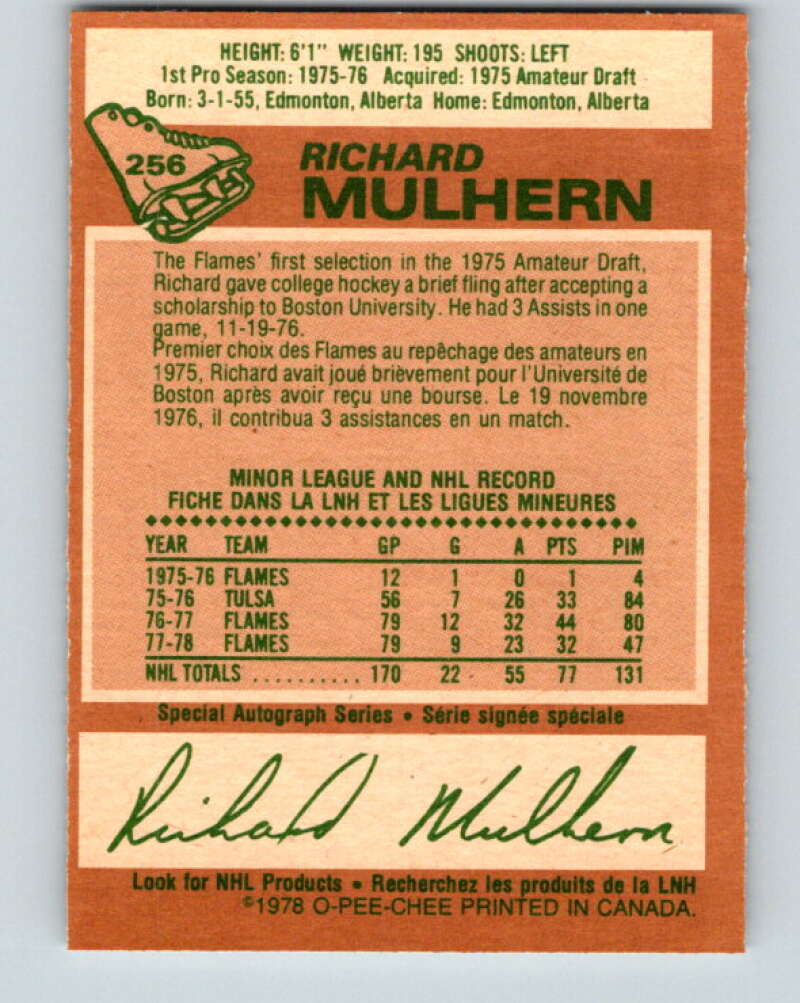 HEIGHT: 6'1" WEIGHT: 195 SHOOTS: LEFT
1st Pro Season: 1975-76 Acquired: 1975 Amateur Draft
Born: 3-1-55, Edmonton, Alberta Home: Edmonton, Alberta
256
RICHARD
MULHERN
The Flames' first selection in the 1975 Amateur Draft,
Richard gave college hockey a brief fling after accepting a
scholarship to Boston University. He had 3 Assists in one
game, 11-19-76.
Premier choix des Flames au repêchage des amateurs en
1975, Richard avait joué brièvement pour l'Université de
Boston après avoir reçu une bourse. Le 19 novembre
1976, il contribua 3 assistances en un match.
MINOR LEAGUE AND NHL RECORD
FICHE DANS LA LNH ET LES LIGUES MINEURES
YEAR TEAM GP G A PTS PIM
1975-76 FLAMES 12 1 0 1 4
75-76 TULSA 56 7 26 33 84
76-77 FLAMES 79 12 32 44 80
77-78 FLAMES 79 9 23 32 47
NHL TOTALS .......... 170 22 55 77 131
Special Autograph Series • Série signée spéciale
Richard Mulhern
Look for NHL Products • Recherchez les produits de la LNH
©1978 O-PEE-CHEE PRINTED IN CANADA.